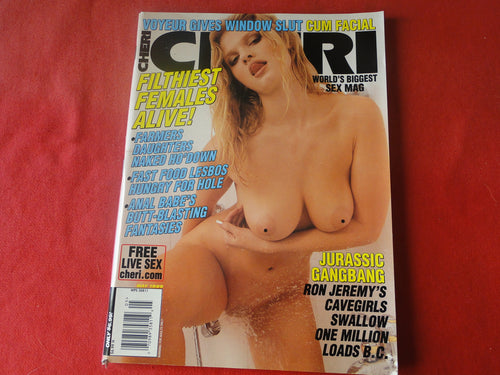 VOYEUR GIVES WINDOW SLUT CUM FACIAL
CHERI
CHERI
WORLD'S BIGGEST
SEX MAG
FILTHIEST
FEMALES
ALIVE!
•FARMERS
DAUGHTERS
NAKED HO'DOWN
•FAST FOOD LESBOS
HUNGRY FOR HOLE
•ANAL BABE'S
BUTT-BLASTING
FANTASIES
FREE
LIVE SEX
cheri.com
JURASSIC
GANGBANG
RON JEREMY'S
CAVEGIRLS
SWALLOW
ONE MILLION
LOADS B.C.